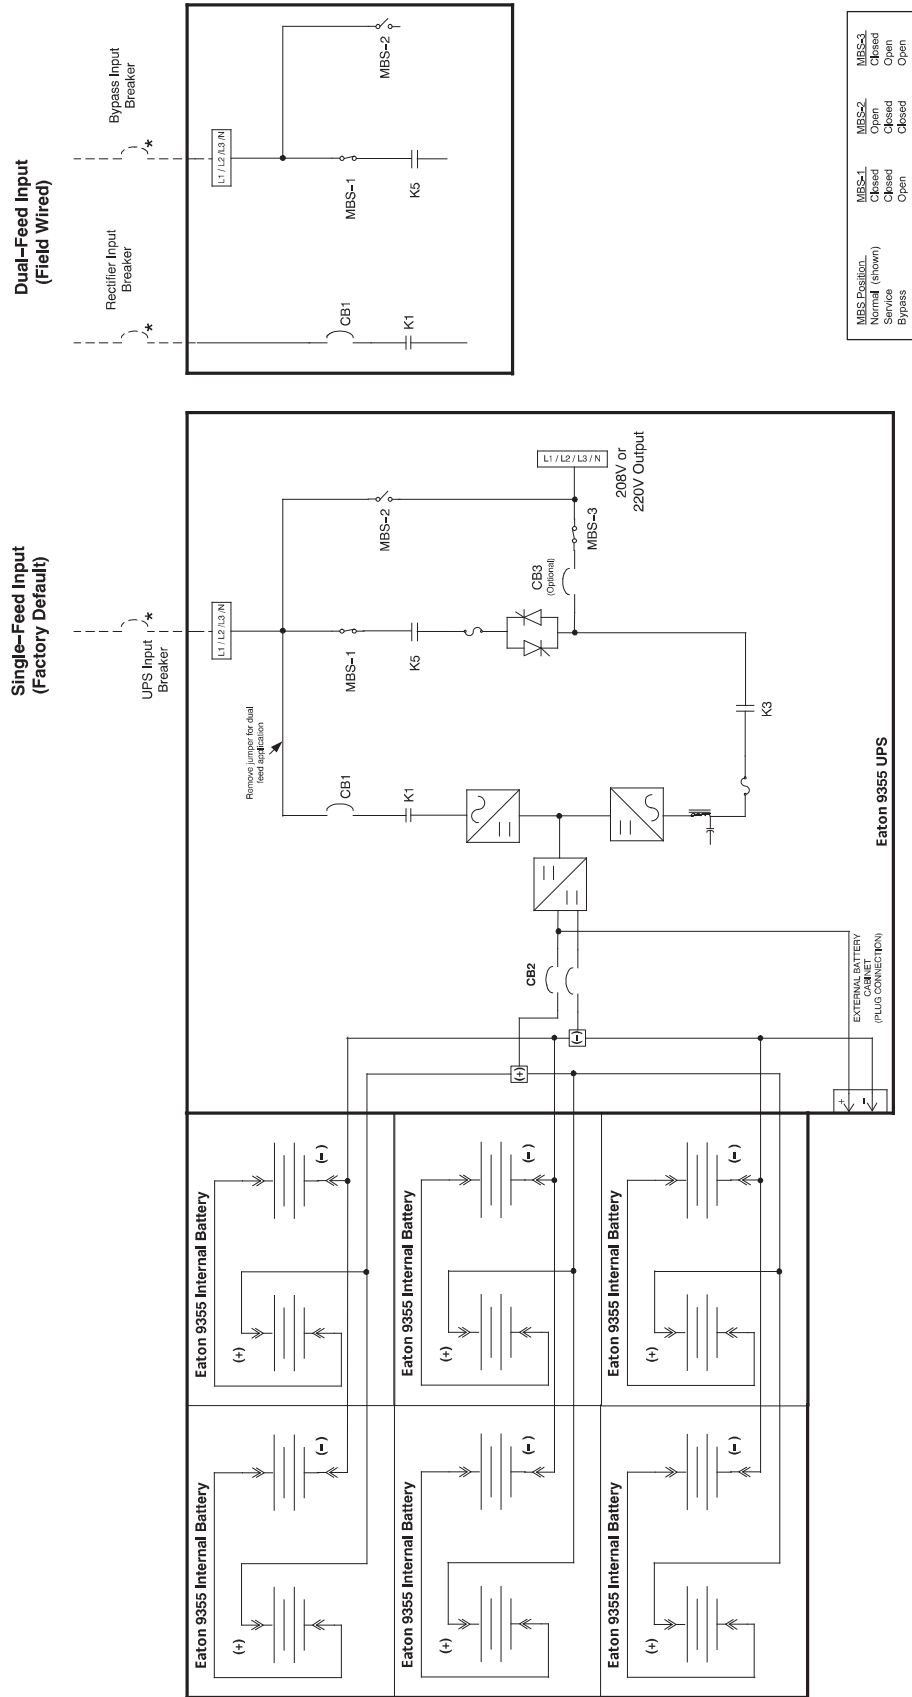 Dual-Feed Input
(Field Wired)
Rectifier Input
Breaker
*
Bypass Input
Breaker
*
L1 / L2 /L3 /N
CB1
K1
MBS-1
K5
MBS-2
MBS Position
MBS-1
MBS-2
MBS-3
Normal (shown)
Closed
Open
Closed
Service
Closed
Closed
Open
Bypass
Open
Closed
Open
Single-Feed Input
(Factory Default)
UPS Input
Breaker
*
L1 / L2 /L3 /N
Remove jumper for dual
feed application
CB1
K1
MBS-1
K5
MBS-2
CB3
(Optional)
MBS-3
L1 / L2 / L3 / N
208V or
220V Output
K3
CB2
(+)
(-)
EXTERNAL BATTERY
CABINET
(PLUG CONNECTION)
+
-
Eaton 9355 UPS
Eaton 9355 Internal Battery
(+)
(-)
Eaton 9355 Internal Battery
(+)
(-)
Eaton 9355 Internal Battery
(+)
(-)
Eaton 9355 Internal Battery
(+)
(-)
Eaton 9355 Internal Battery
(+)
(-)
Eaton 9355 Internal Battery
(+)
(-)